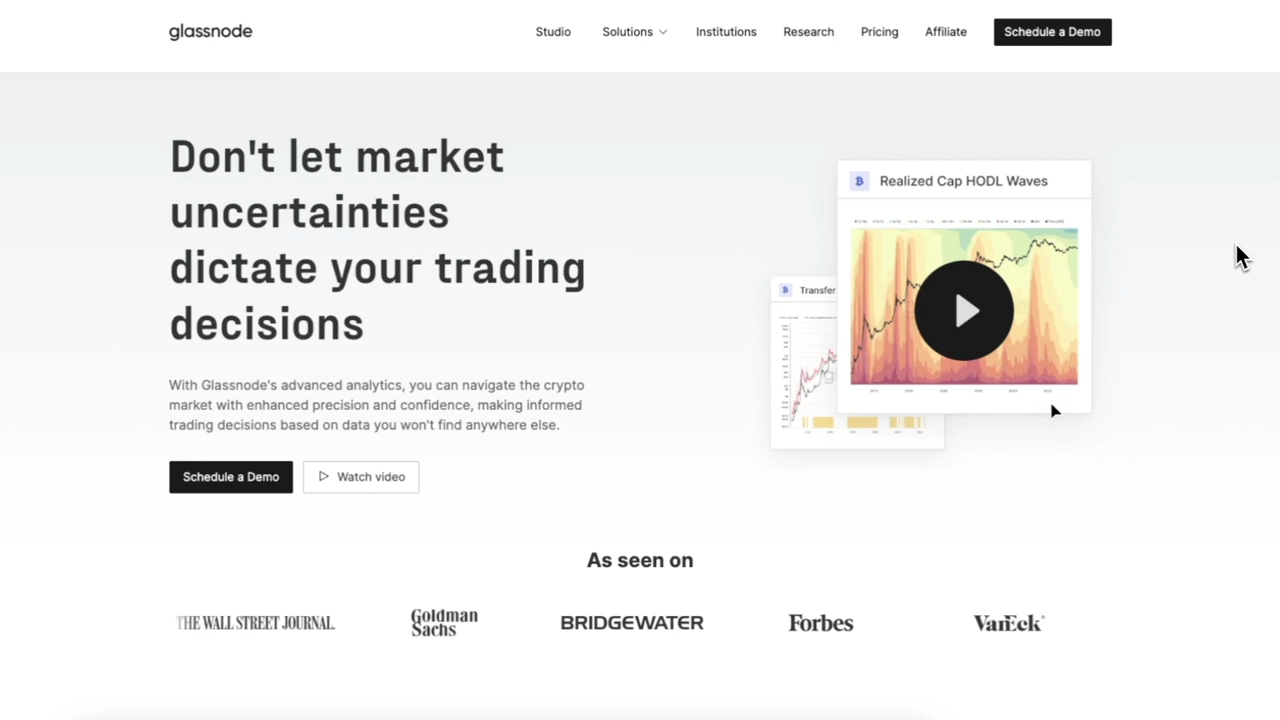 glassnode
Studio
Solutions
Institutions
Research
Pricing
Affiliate
Schedule a Demo
Don't let market
uncertainties
dictate your trading
decisions
With Glassnode's advanced analytics, you can navigate the crypto
market with enhanced precision and confidence, making informed
trading decisions based on data you won't find anywhere else.
Schedule a Demo
Watch video
Realized Cap HODL Waves
Transfer
As seen on
THE WALL STREET JOURNAL.
Goldman
Sachs
BRIDGEWATER
Forbes
VanEck